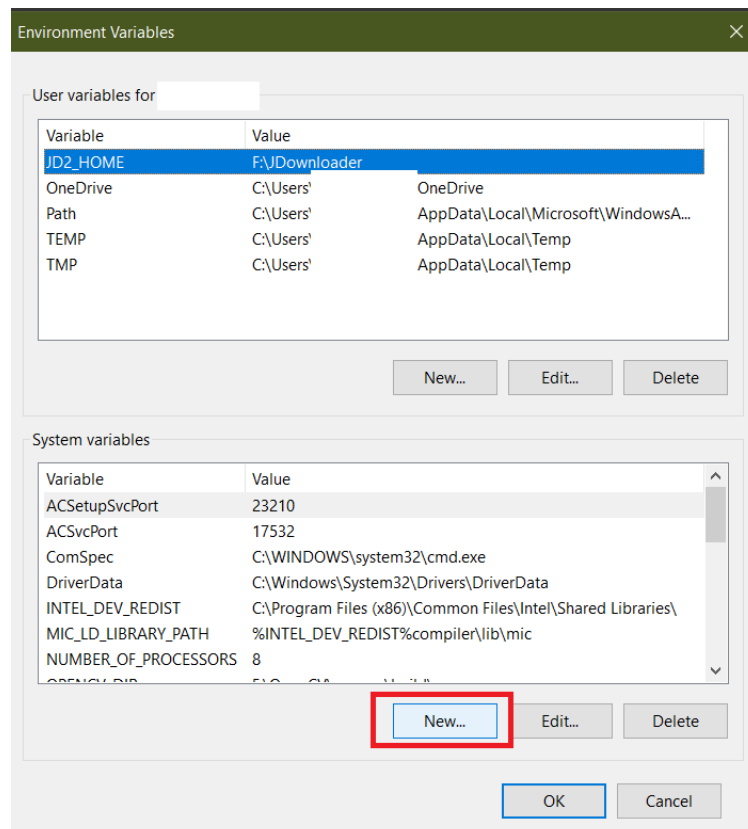 Environment Variables
User variables for
Variable Value
JD2_HOME F:\JDownloader
OneDrive C:\Users\ OneDrive
Path C:\Users\ AppData\Local\Microsoft\WindowsA...
TEMP C:\Users\ AppData\Local\Temp
TMP C:\Users\ AppData\Local\Temp
New... Edit... Delete
System variables
Variable Value
ACSetupSvcPort 23210
ACSvcPort 17532
ComSpec C:\WINDOWS\system32\cmd.exe
DriverData C:\Windows\System32\Drivers\DriverData
INTEL_DEV_REDIST C:\Program Files (x86)\Common Files\Intel\Shared Libraries\
MIC_LD_LIBRARY_PATH %INTEL_DEV_REDIST%compiler\lib\mic
NUMBER_OF_PROCESSORS 8
New... Edit... Delete
OK Cancel